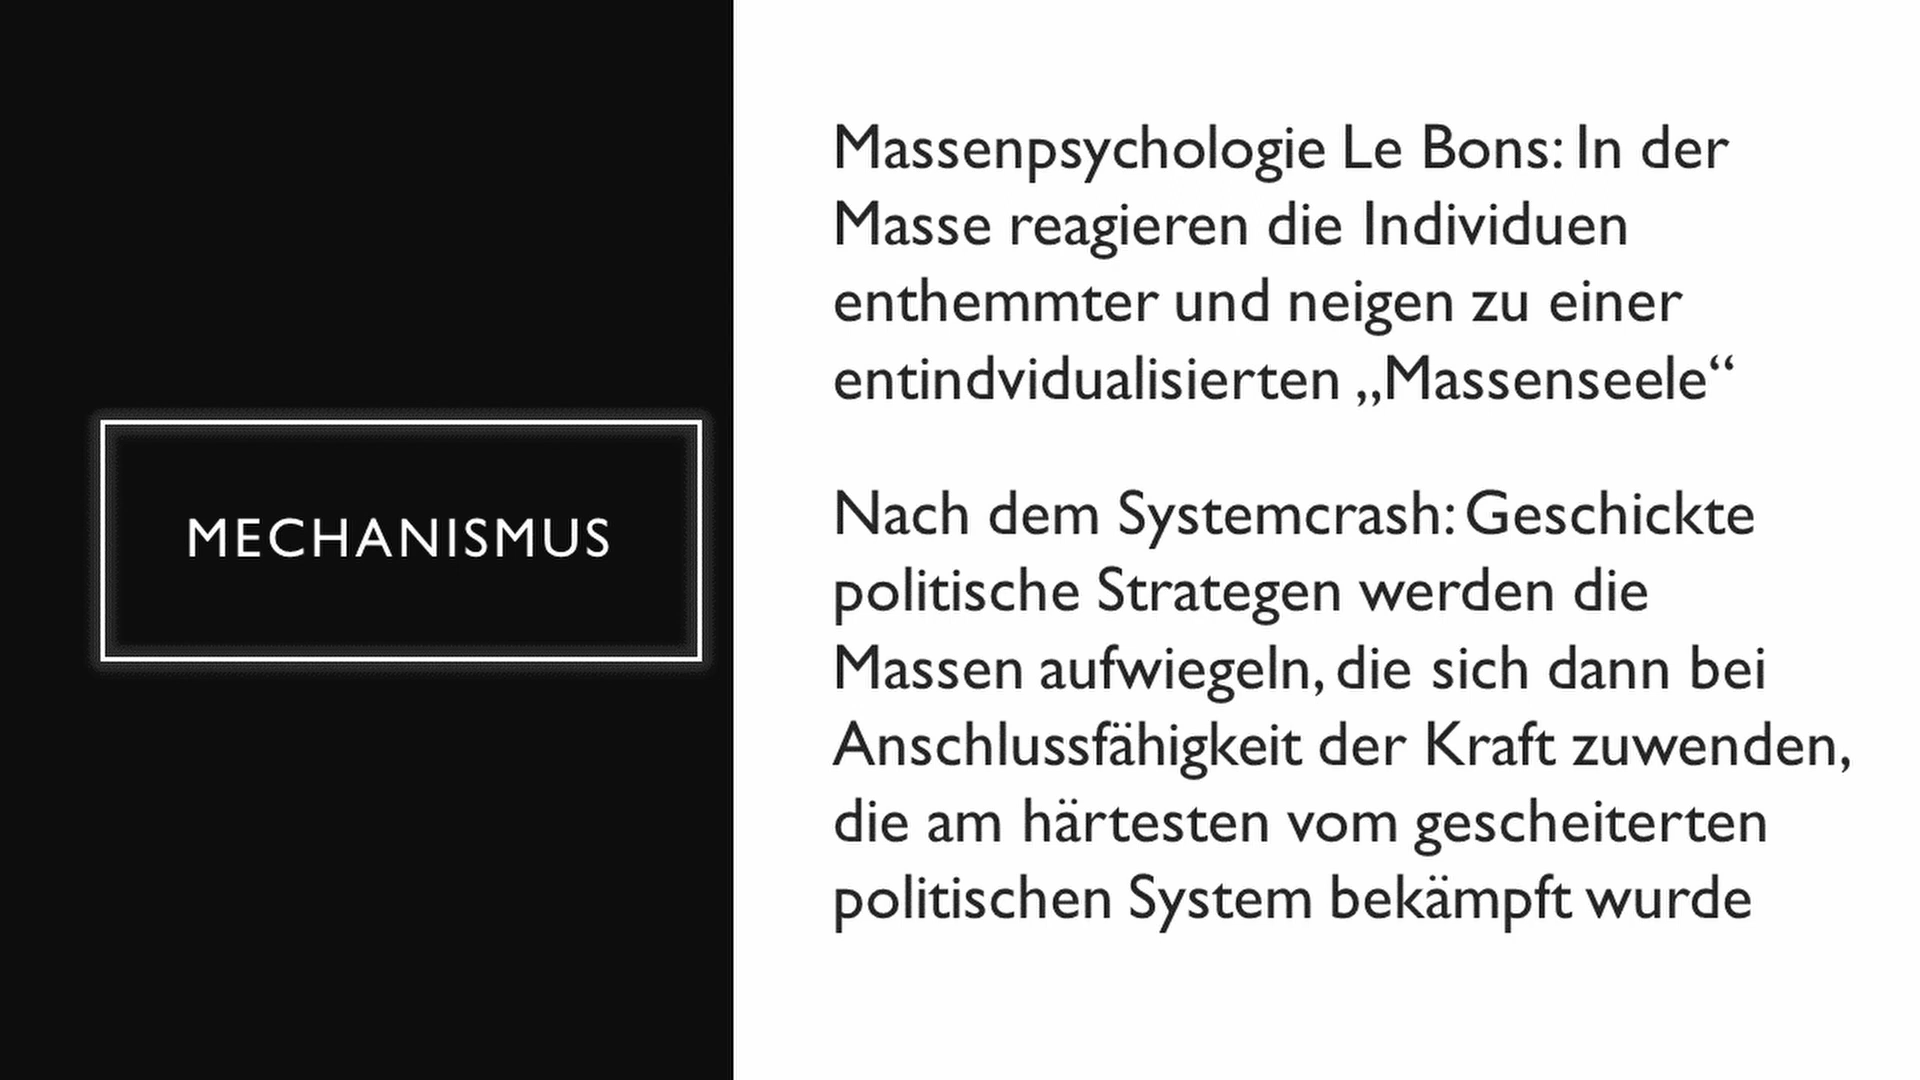 MECHANISMUS
Massenpsychologie Le Bons: In der
Masse reagieren die Individuen
enthemmter und neigen zu einer
entindvidualisierten „Massenseele“
Nach dem Systemcrash: Geschickte
politische Strategen werden die
Massen aufwiegeln, die sich dann bei
Anschlussfähigkeit der Kraft zuwenden,
die am härtesten vom gescheiterten
politischen System bekämpft wurde